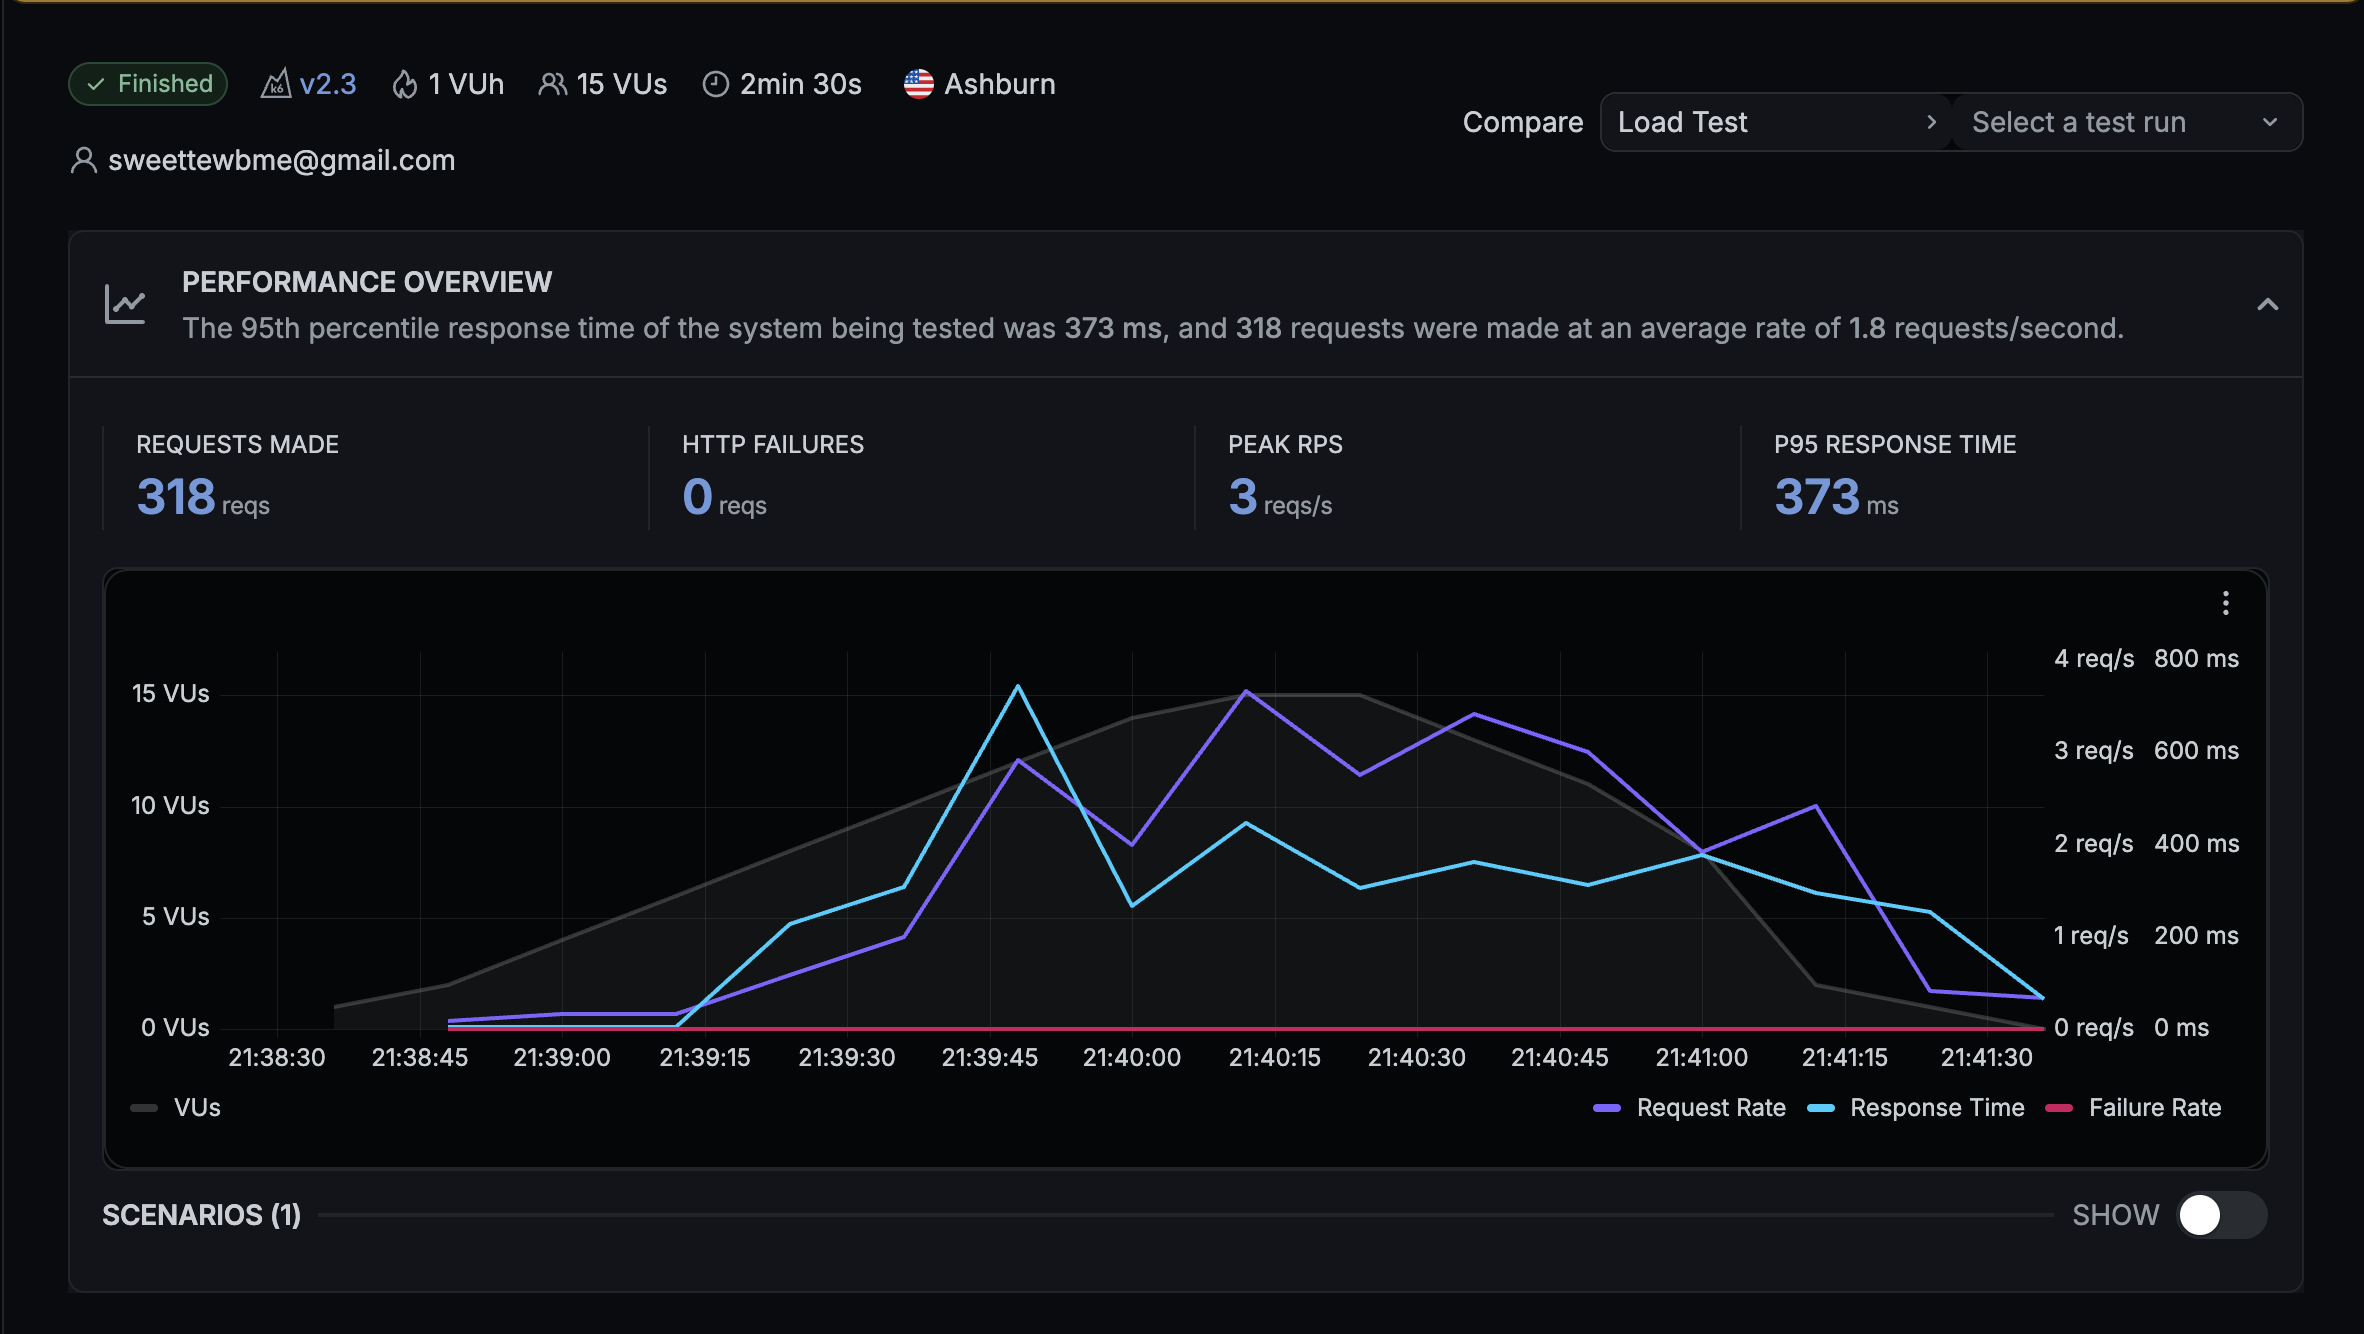 Finished k6 v2.3 1 VUh 15 VUs 2min 30s Ashburn
sweettewbme@gmail.com
Compare Load Test Select a test run
PERFORMANCE OVERVIEW
The 95th percentile response time of the system being tested was 373 ms, and 318 requests were made at an average rate of 1.8 requests/second.
REQUESTS MADE
318 reqs
HTTP FAILURES
0 reqs
PEAK RPS
3 reqs/s
P95 RESPONSE TIME
373 ms
4 req/s 800 ms
15 VUs
3 req/s 600 ms
10 VUs
2 req/s 400 ms
5 VUs
1 req/s 200 ms
0 VUs
0 req/s 0 ms
21:38:30 21:38:45 21:39:00 21:39:15 21:39:30 21:39:45 21:40:00 21:40:15 21:40:30 21:40:45 21:41:00 21:41:15 21:41:30
VUs
Request Rate Response Time Failure Rate
SCENARIOS (1) SHOW